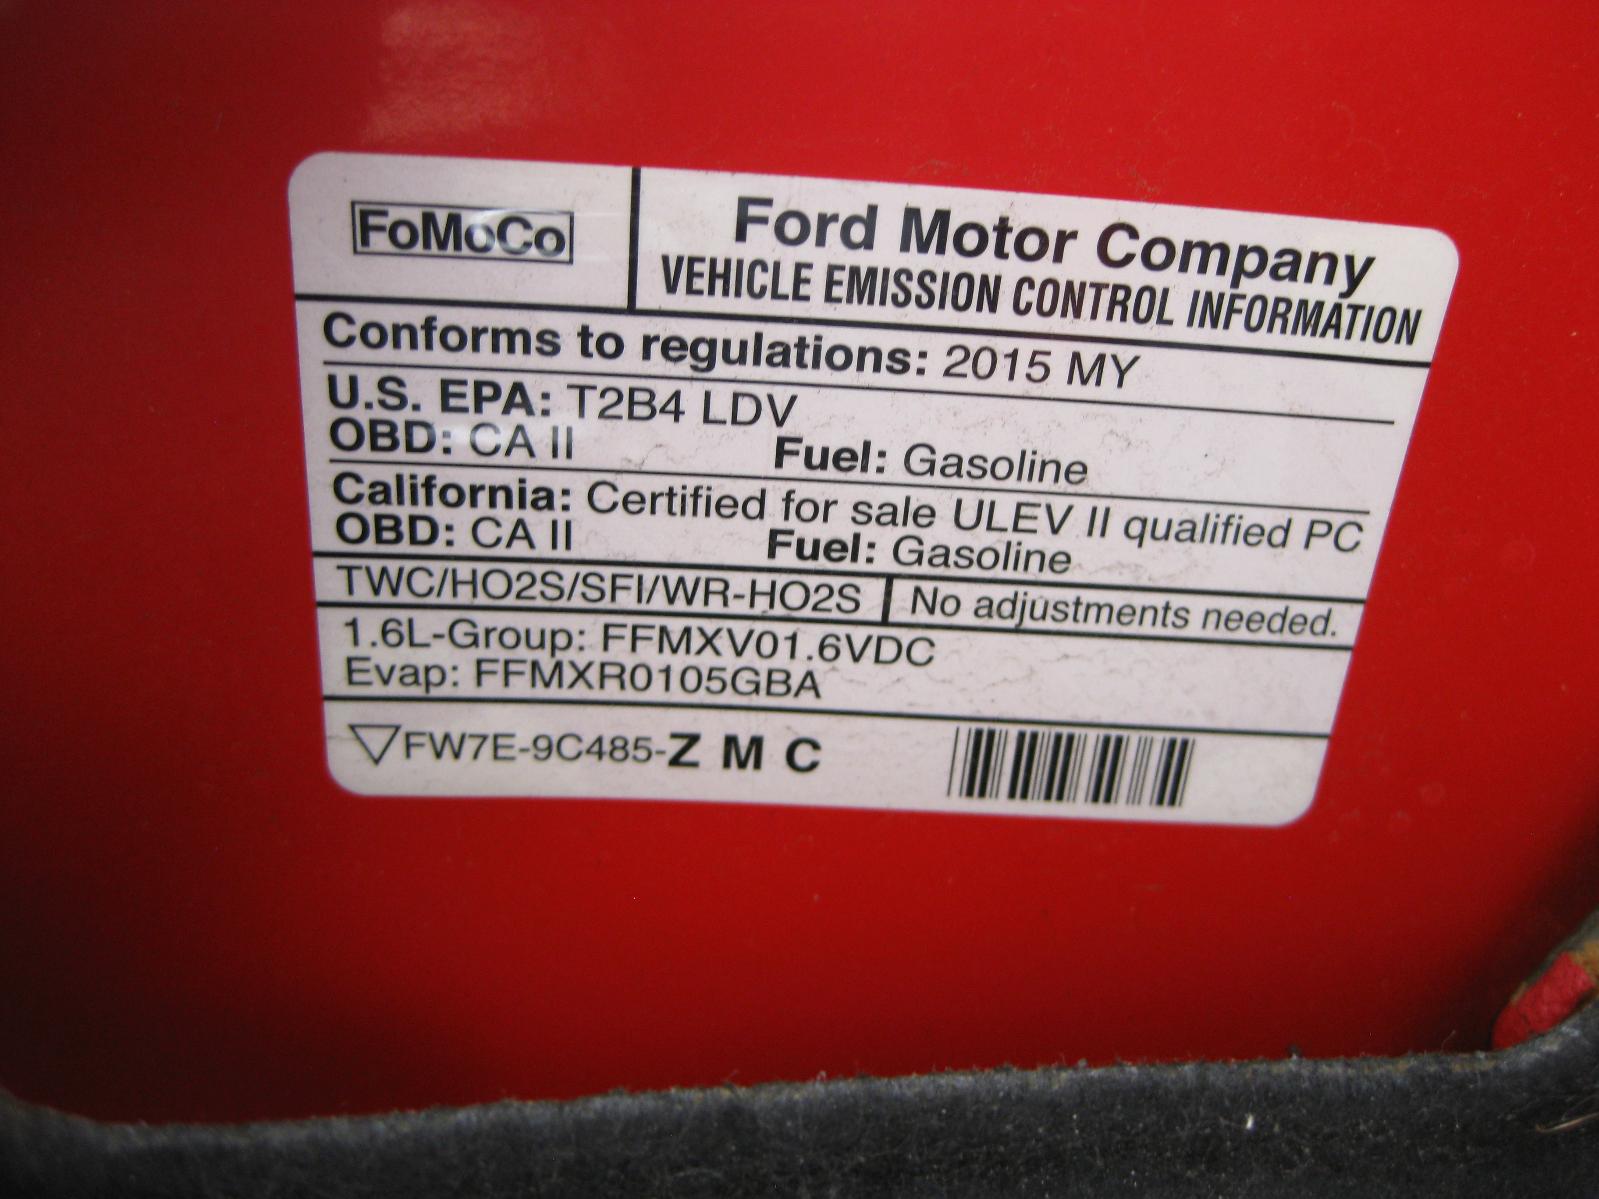 FoMoCo
Ford Motor Company
VEHICLE EMISSION CONTROL INFORMATION
Conforms to regulations: 2015 MY
U.S. EPA: T2B4 LDV
OBD: CA II Fuel: Gasoline
California: Certified for sale ULEV II qualified PC
OBD: CA II Fuel: Gasoline
TWC/HO2S/SFI/WR-HO2S No adjustments needed.
1.6L-Group: FFMXV01.6VDC
Evap: FFMXR0105GBA
▽FW7E-9C485-Z M C